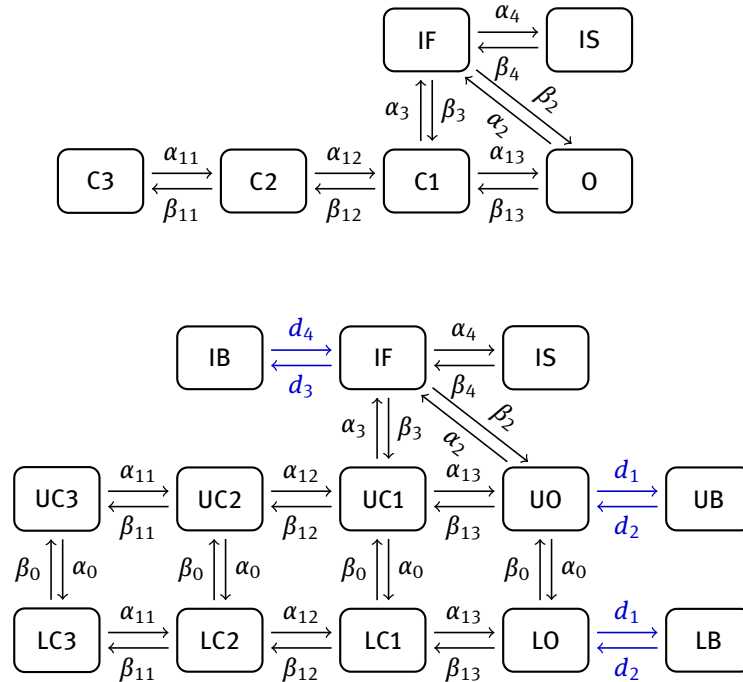 α₄
IF IS
β₄
α₃ β₃ α₂ β₂
α₁₁ α₁₂ α₁₃
C3 C2 C1 O
β₁₁ β₁₂ β₁₃
d₄ α₄
IB IF IS
d₃ β₄
α₃ β₃ α₂ β₂
α₁₁ α₁₂ α₁₃ d₁
UC3 UC2 UC1 UO UB
β₁₁ β₁₂ β₁₃ d₂
β₀ α₀ β₀ α₀ β₀ α₀ β₀ α₀
α₁₁ α₁₂ α₁₃ d₁
LC3 LC2 LC1 LO LB
β₁₁ β₁₂ β₁₃ d₂